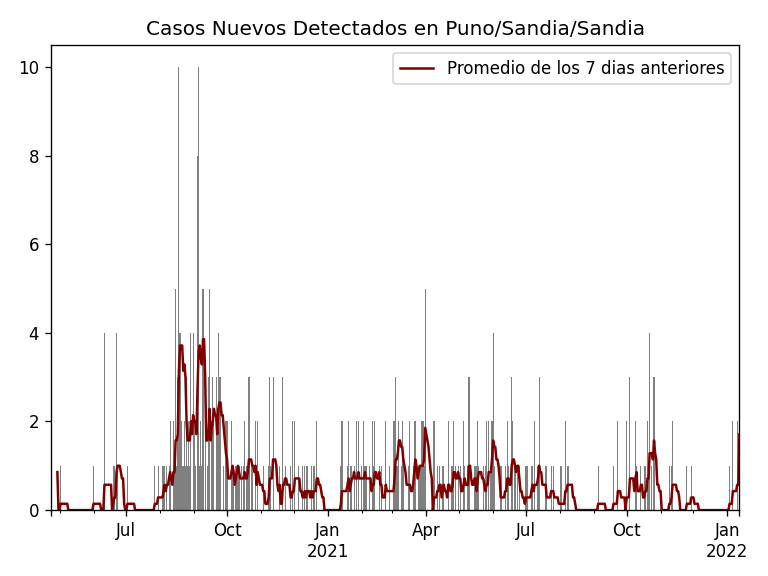 Casos Nuevos Detectados en Puno/Sandia/Sandia
Promedio de los 7 dias anteriores
10
8
6
4
2
0
Jul
Oct
Jan
2021
Apr
Jul
Oct
Jan
2022